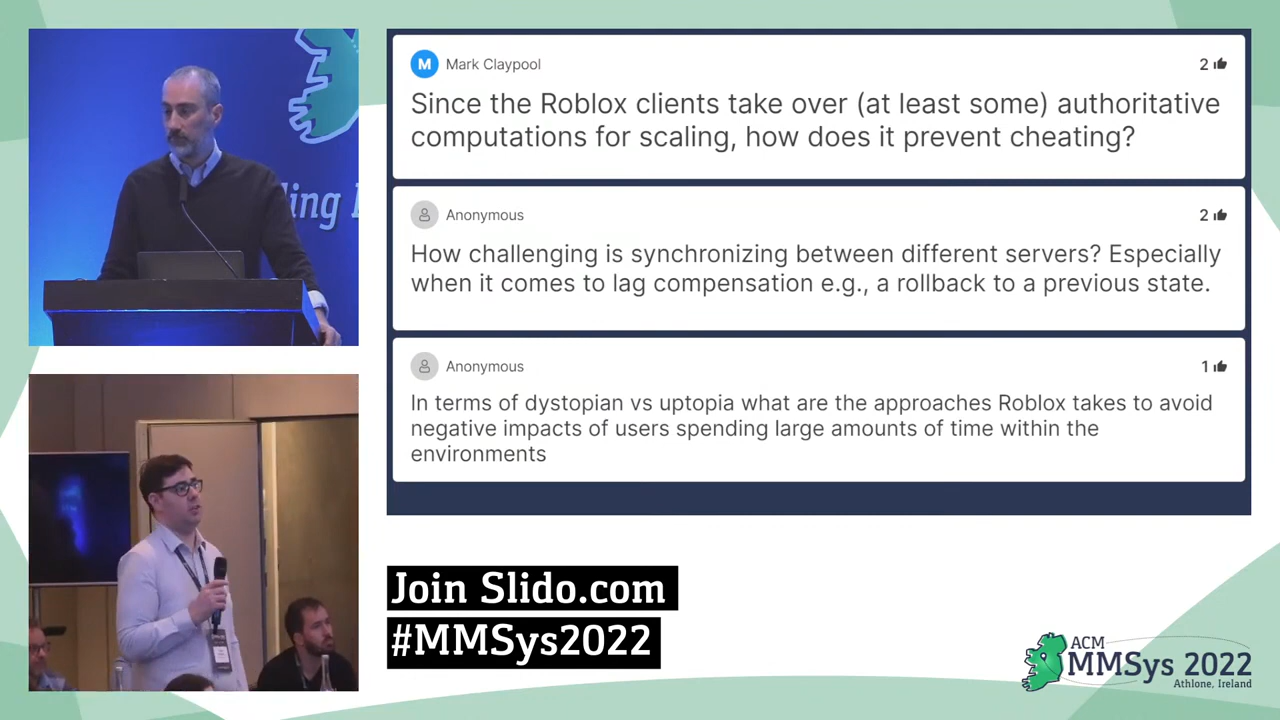 ling
M
Mark Claypool
2
Since the Roblox clients take over (at least some) authoritative
computations for scaling, how does it prevent cheating?
Anonymous
2
How challenging is synchronizing between different servers? Especially
when it comes to lag compensation e.g., a rollback to a previous state.
Anonymous
1
In terms of dystopian vs uptopia what are the approaches Roblox takes to avoid
negative impacts of users spending large amounts of time within the
environments
Join Slido.com
#MMSys2022
ACM
MMSys 2022
Athlone, Ireland